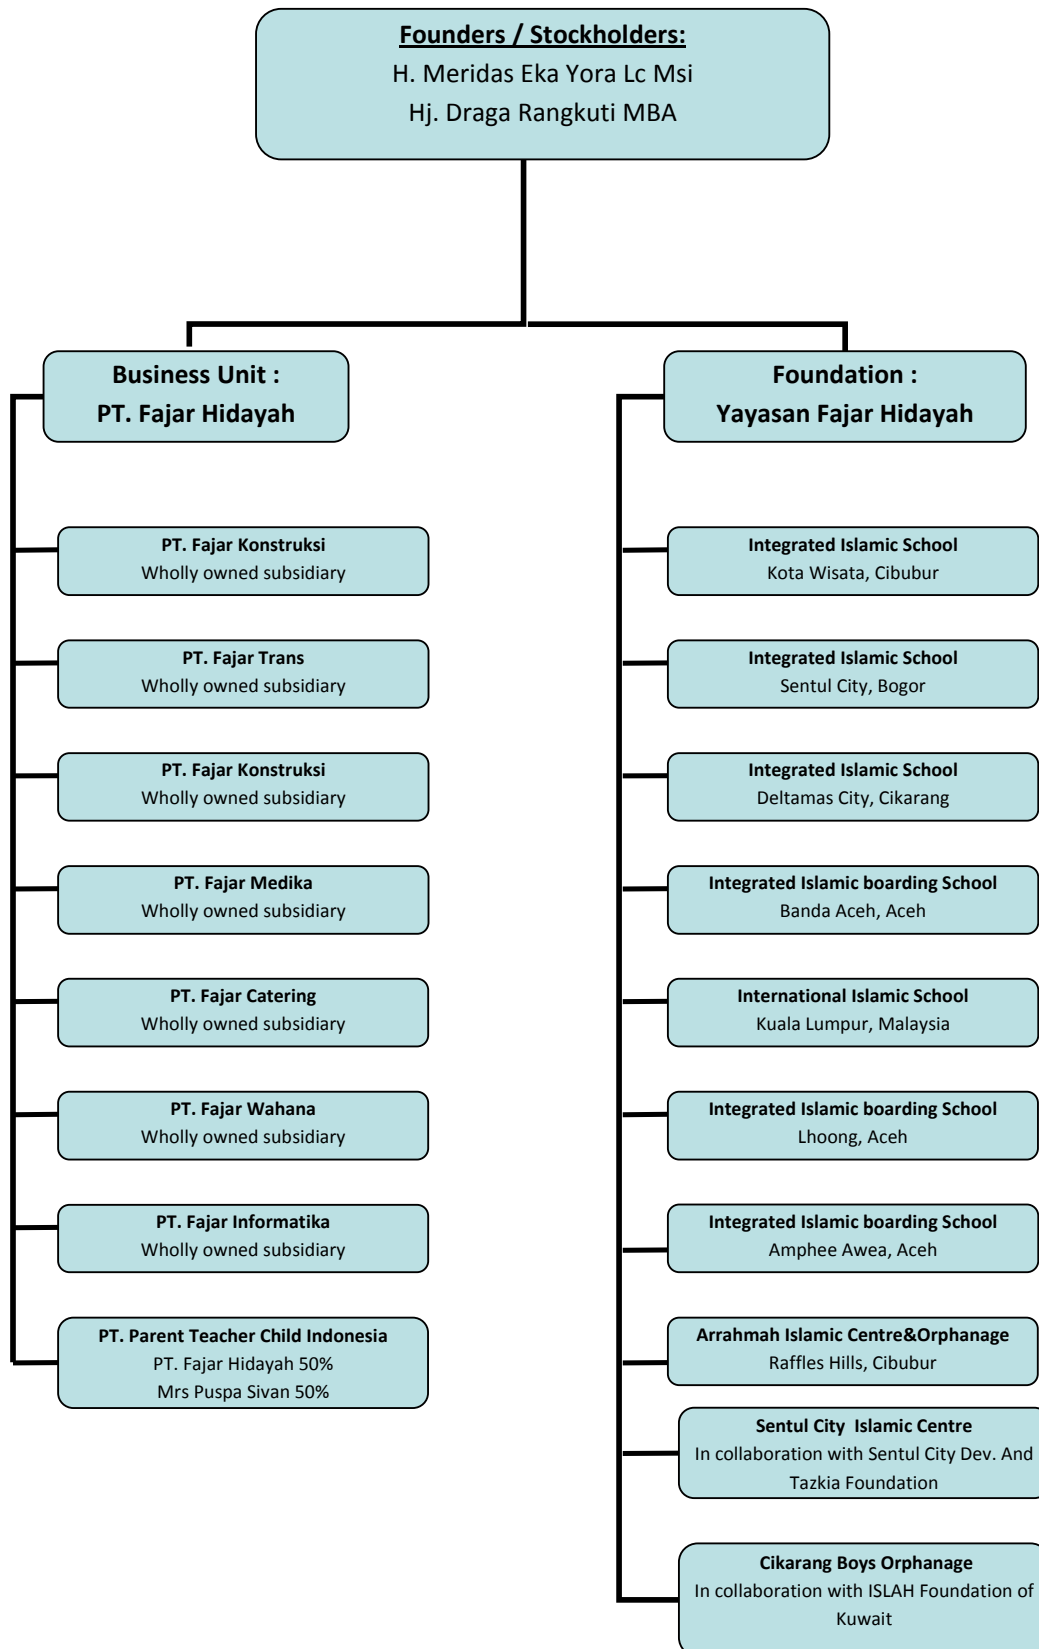 Founders / Stockholders:
H. Meridas Eka Yora Lc Msi
Hj. Draga Rangkuti MBA
Business Unit :
PT. Fajar Hidayah
PT. Fajar Konstruksi
Wholly owned subsidiary
PT. Fajar Trans
Wholly owned subsidiary
PT. Fajar Konstruksi
Wholly owned subsidiary
PT. Fajar Medika
Wholly owned subsidiary
PT. Fajar Catering
Wholly owned subsidiary
PT. Fajar Wahana
Wholly owned subsidiary
PT. Fajar Informatika
Wholly owned subsidiary
PT. Parent Teacher Child Indonesia
PT. Fajar Hidayah 50%
Mrs Puspa Sivan 50%
Foundation :
Yayasan Fajar Hidayah
Integrated Islamic School
Kota Wisata, Cibubur
Integrated Islamic School
Sentul City, Bogor
Integrated Islamic School
Deltamas City, Cikarang
Integrated Islamic boarding School
Banda Aceh, Aceh
International Islamic School
Kuala Lumpur, Malaysia
Integrated Islamic boarding School
Lhoong, Aceh
Integrated Islamic boarding School
Amphee Awea, Aceh
Arrahmah Islamic Centre&Orphanage
Raffles Hills, Cibubur
Sentul City  Islamic Centre
In collaboration with Sentul City Dev. And
Tazkia Foundation
Cikarang Boys Orphanage
In collaboration with ISLAH Foundation of
Kuwait